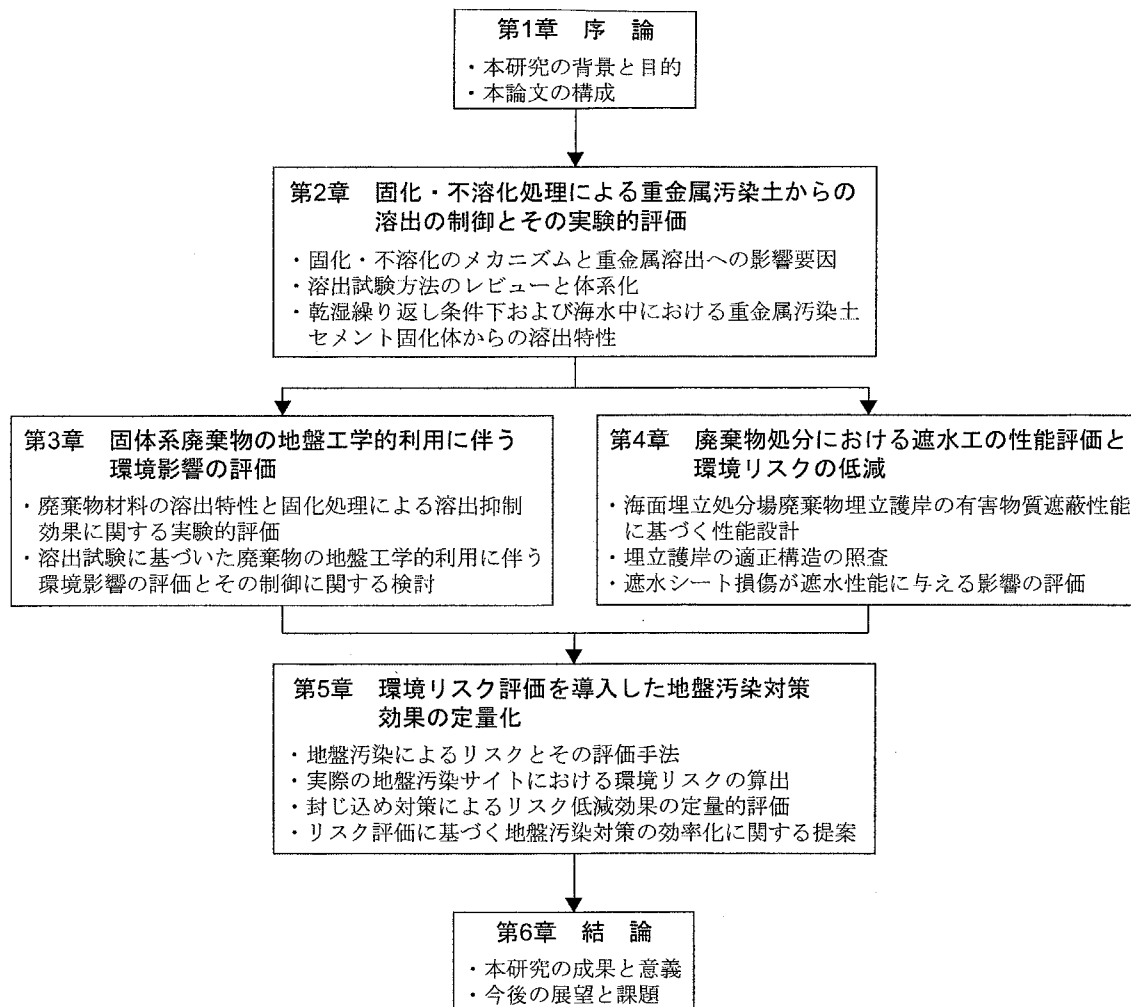 第1章 序 論
・本研究の背景と目的
・本論文の構成
第2章 固化・不溶化処理による重金属汚染土からの
溶出の制御とその実験的評価
・固化・不溶化のメカニズムと重金属溶出への影響要因
・溶出試験方法のレビューと体系化
・乾湿繰り返し条件下および海水中における重金属汚染土
セメント固化体からの溶出特性
第3章 固体系廃棄物の地盤工学的利用に伴う
環境影響の評価
・廃棄物材料の溶出特性と固化処理による溶出抑制
効果に関する実験的評価
・溶出試験に基づいた廃棄物の地盤工学的利用に伴う
環境影響の評価とその制御に関する検討
第4章 廃棄物処分における遮水工の性能評価と
環境リスクの低減
・海面埋立処分場廃棄物埋立護岸の有害物質遮蔽性能
に基づく性能設計
・埋立護岸の適正構造の照査
・遮水シート損傷が遮水性能に与える影響の評価
第5章 環境リスク評価を導入した地盤汚染対策
効果の定量化
・地盤汚染によるリスクとその評価手法
・実際の地盤汚染サイトにおける環境リスクの算出
・封じ込め対策によるリスク低減効果の定量的評価
・リスク評価に基づく地盤汚染対策の効率化に関する提案
第6章 結 論
・本研究の成果と意義
・今後の展望と課題